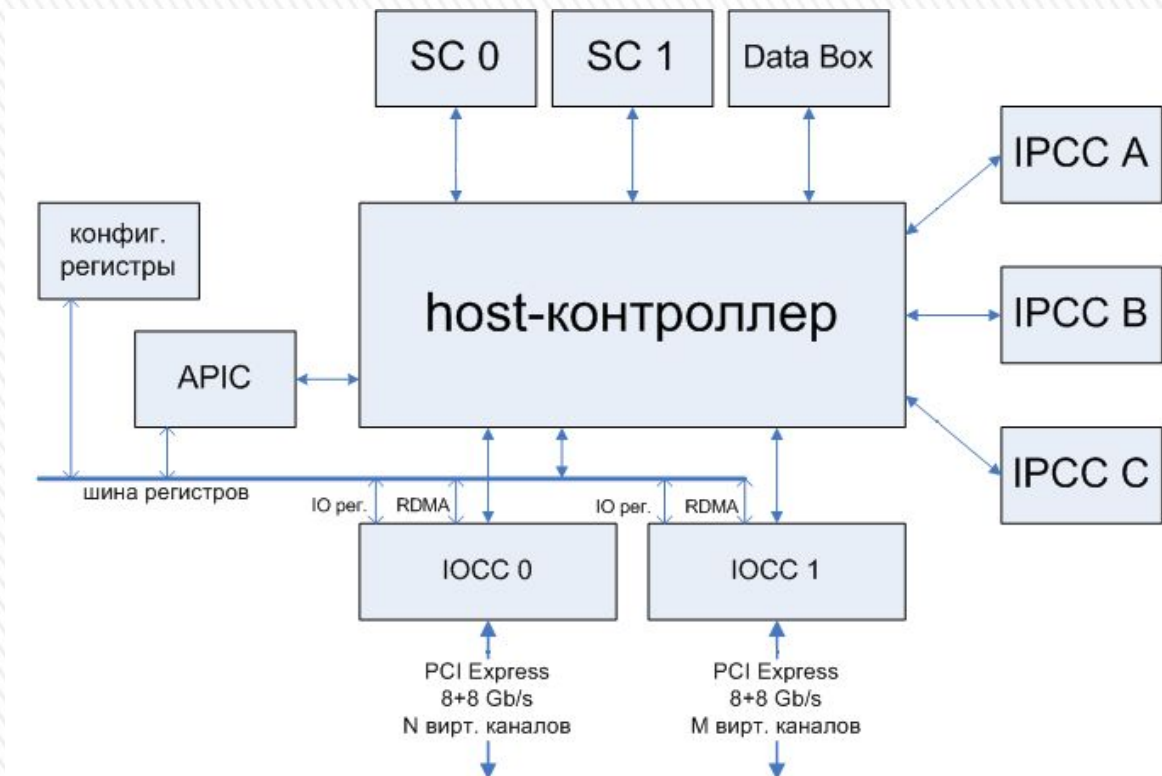 SC 0
SC 1
Data Box
IPCC A
конфиг.
регистры
host-контроллер
IPCC B
APIC
IPCC C
шина регистров
IO рег.
RDMA
IO рег.
RDMA
IOCC 0
IOCC 1
PCI Express
8+8 Gb/s
N вирт. каналов
PCI Express
8+8 Gb/s
M вирт. каналов